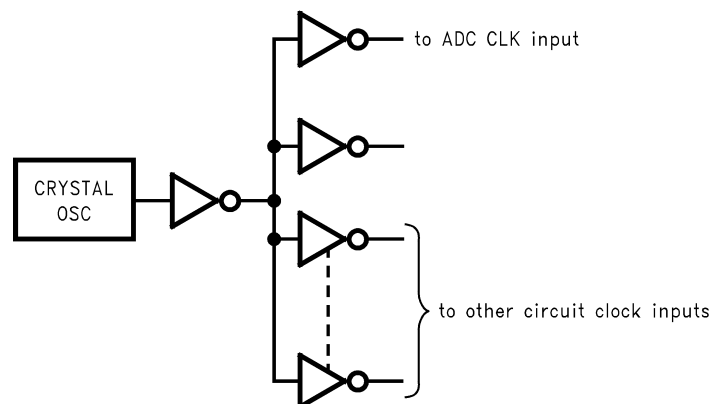 to ADC CLK input
CRYSTAL
OSC
to other circuit clock inputs